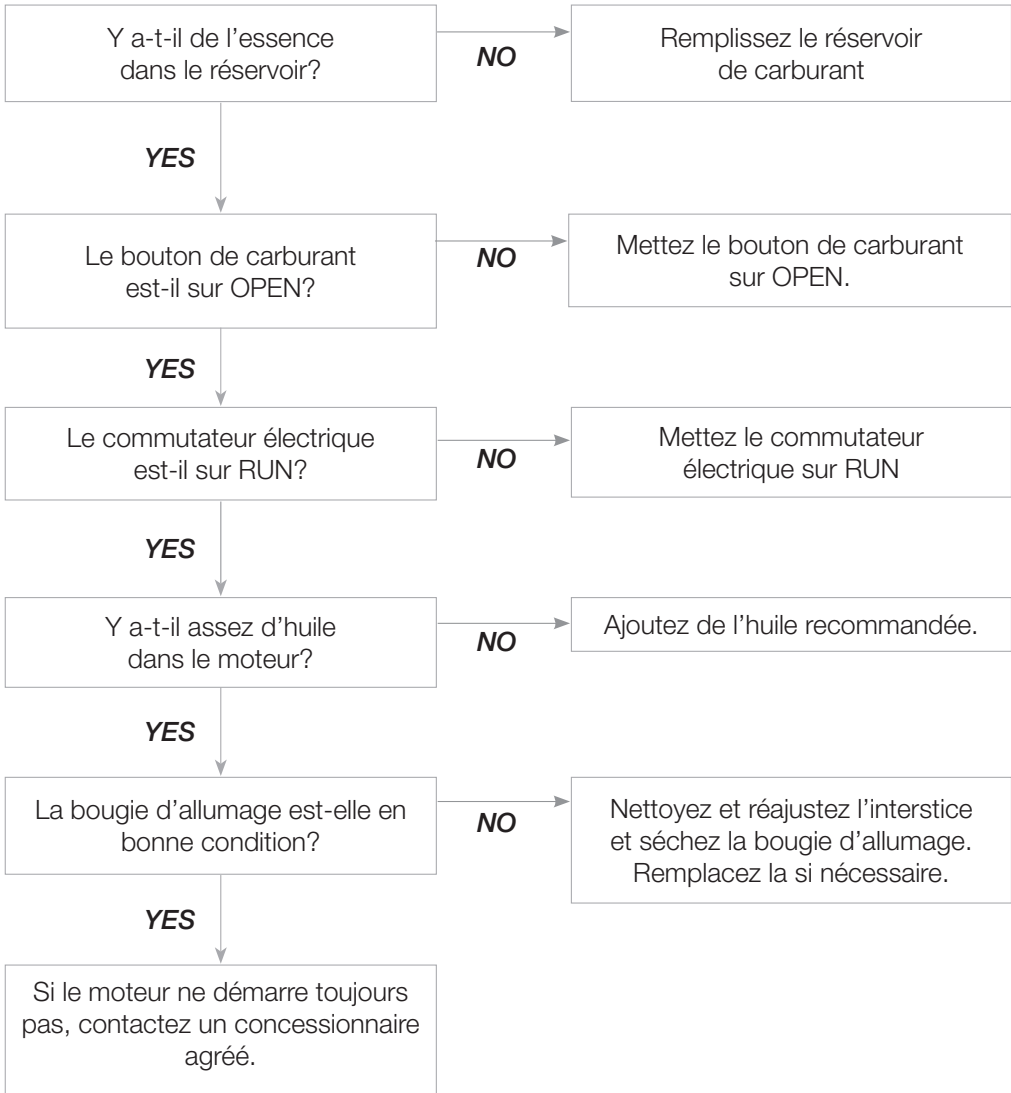 Y a-t-il de l’essence
dans le réservoir?
NO
Remplissez le réservoir
de carburant
YES
Le bouton de carburant
est-il sur OPEN?
NO
Mettez le bouton de carburant
sur OPEN.
YES
Le commutateur électrique
est-il sur RUN?
NO
Mettez le commutateur
électrique sur RUN
YES
Y a-t-il assez d’huile
dans le moteur?
NO
Ajoutez de l’huile recommandée.
YES
La bougie d’allumage est-elle en
bonne condition?
NO
Nettoyez et réajustez l’interstice
et séchez la bougie d’allumage.
Remplacez la si nécessaire.
YES
Si le moteur ne démarre toujours
pas, contactez un concessionnaire
agréé.